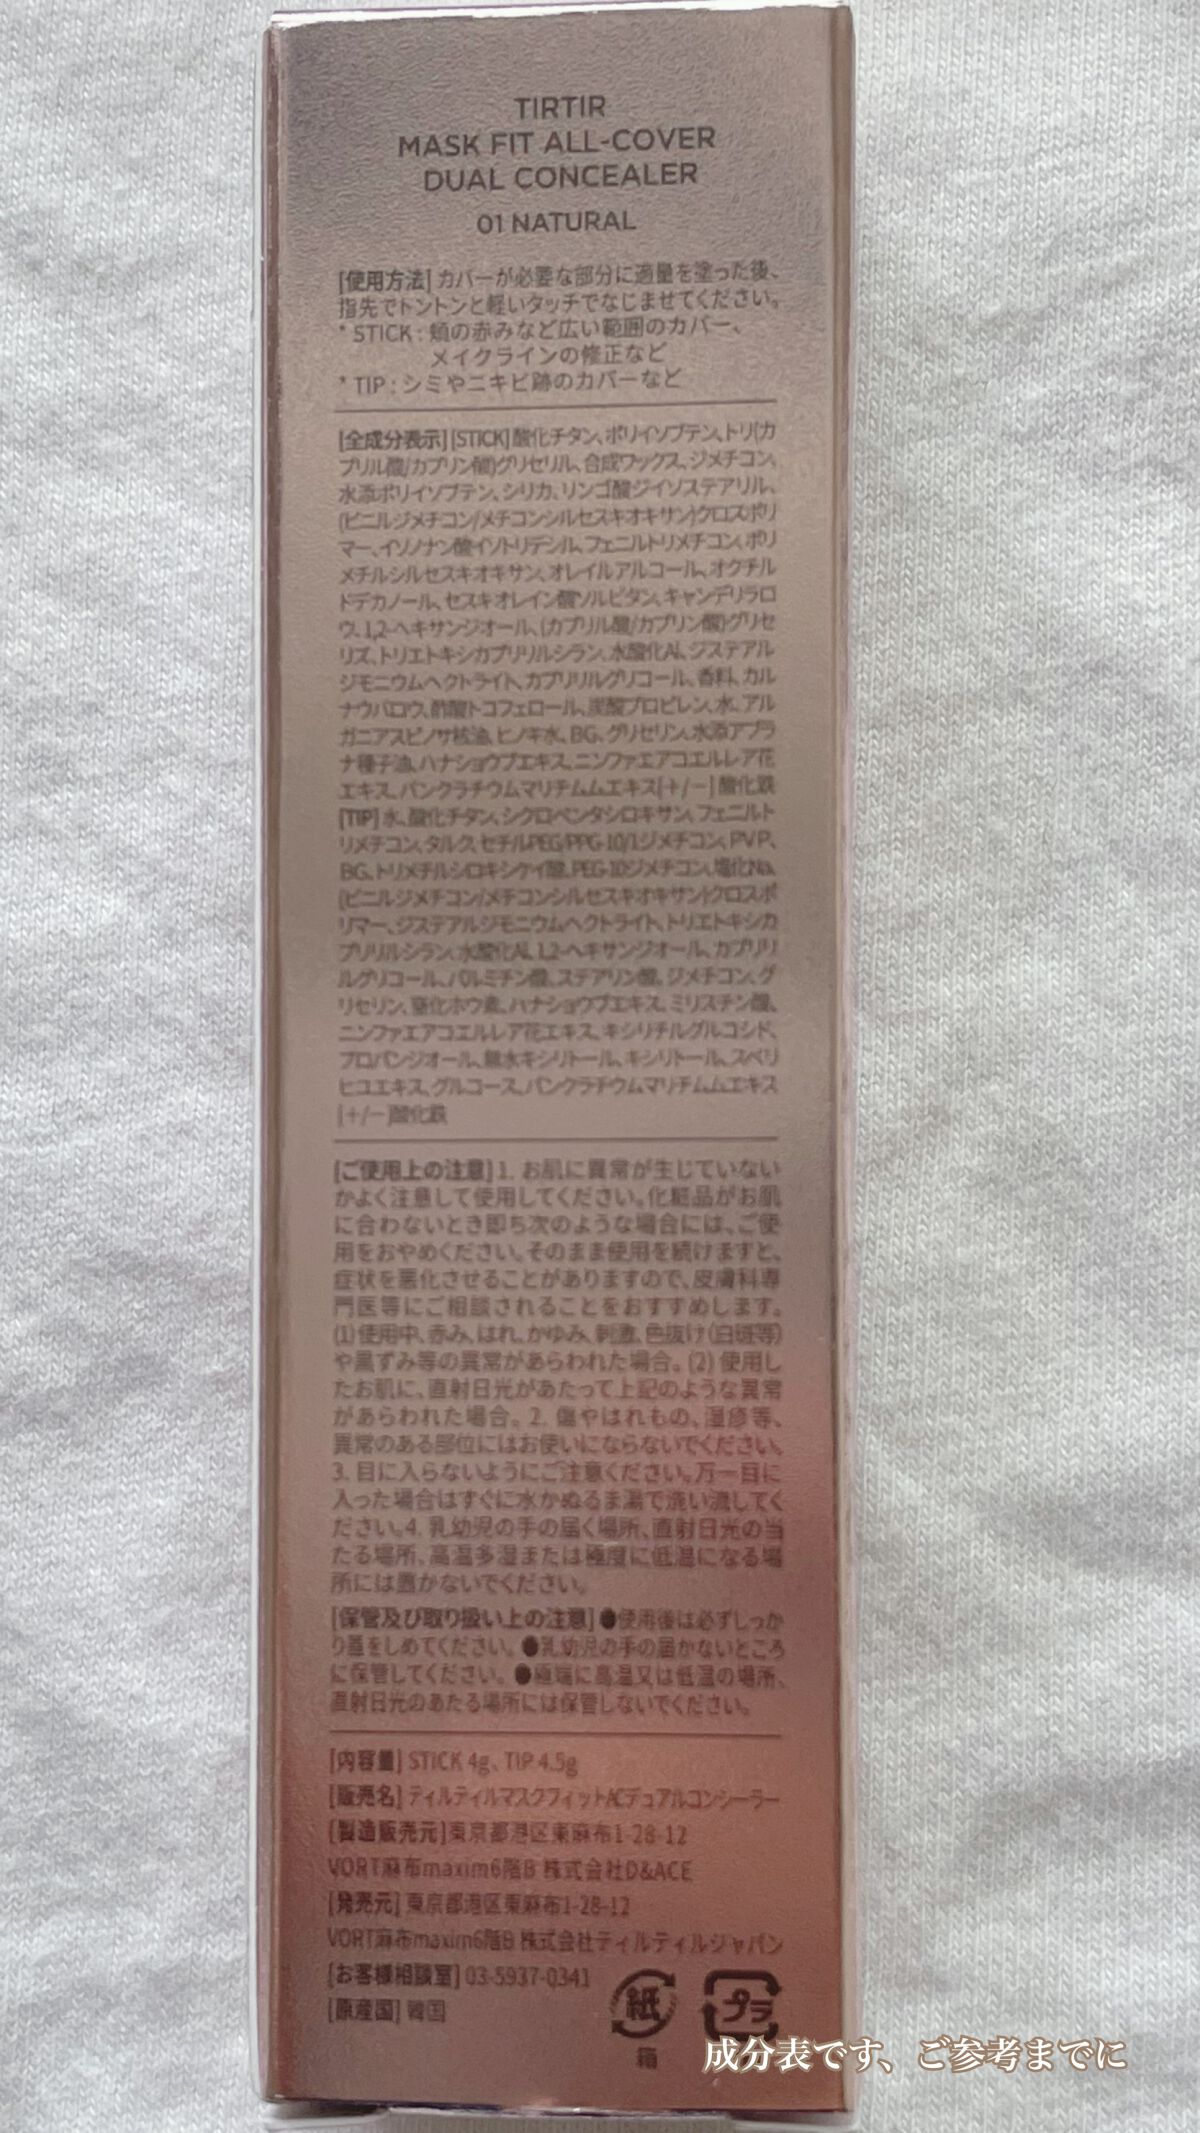 TIRTIR
MASK FIT ALL-COVER
DUAL CONCEALER
01 NATURAL
[使用方法] カバーが必要な部分に適量を塗った後、
指先でトントンと軽いタッチでなじませてください。
* STICK : 頬の赤みなど広い範囲のカバー、
メイクラインの修正など
* TIP : シミやニキビ跡のカバーなど
[全成分表示] [STICK] 酸化チタン、ポリイソブテン、トリ(カ
プリル酸/カプリン酸)グリセリル、合成ワックス、ジメチコン、
水添ポリイソブテン、シリカ、リンゴ酸ジイソステアリル、
(ビニルジメチコン/メチコンシルセスキオキサン)クロスポリ
マー、イソノナン酸イソトリデシル、フェニルトリメチコン、ポリ
メチルシルセスキオキサン、オレイルアルコール、オクチル
ドデカノール、セスキオレイン酸ソルビタン、キャンデリラロ
ウ、1,2-ヘキサンジオール、(カプリル酸/カプリン酸)グリセ
リズ、トリエトキシカプリリルシラン、水酸化Al、ジステアル
ジモニウムヘクトライト、カプリリルグリコール、香料、カル
ナウバロウ、酢酸トコフェロール、炭酸プロピレン、水、アル
ガニアスピノサ核油、ヒノキ水、BG、グリセリン、水添アブラ
ナ種子油、ハナショウブエキス、ニンファエアコエルレア花
エキス、パンクラチウムマリチムムエキス[+/−] 酸化鉄
[TIP] 水、酸化チタン、シクロペンタシロキサン、フェニルト
リメチコン、タルク、セチルPEG/PPG-10/1ジメチコン、PVP、
BG、トリメチルシロキシケイ酸、PEG-10ジメチコン、塩化Na、
(ビニルジメチコン/メチコンシルセスキオキサン)クロスポ
リマー、ジステアルジモニウムヘクトライト、トリエトキシカ
プリリルシラン、水酸化Al、1,2-ヘキサンジオール、カプリリ
ルグリコール、パルミチン酸、ステアリン酸、ジメチコン、グ
リセリン、窒化ホウ素、ハナショウブエキス、ミリスチン酸、
ニンファエアコエルレア花エキス、キシリチルグルコシド、
プロパンジオール、無水キシリトール、キシリトール、スベリ
ヒユエキス、グルコース、パンクラチウムマリチムムエキス
[+/−]酸化鉄
[ご使用上の注意] 1. お肌に異常が生じていない
かよく注意して使用してください。化粧品がお肌
に合わないとき即ち次のような場合には、ご使
用をおやめください。そのまま使用を続けますと、
症状を悪化させることがありますので、皮膚科専
門医等にご相談されることをおすすめします。
(1) 使用中、赤み、はれ、かゆみ、刺激、色抜け(白斑等)
や黒ずみ等の異常があらわれた場合。(2) 使用し
たお肌に、直射日光があたって上記のような異常
があらわれた場合。2. 傷やはれもの、湿疹等、
異常のある部位にはお使いにならないでください。
3. 目に入らないようにご注意ください。万一目に
入った場合はすぐに水かぬるま湯で洗い流してく
ださい。4. 乳幼児の手の届く場所、直射日光の当
たる場所、高温多湿または極度に低温になる場
所には置かないでください。
[保管及び取り扱い上の注意] ●使用後は必ずしっか
り蓋をしめてください。●乳幼児の手の届かないところ
に保管してください。●極端に高温又は低温の場所、
直射日光のあたる場所には保管しないでください。
[内容量] STICK 4g、TIP 4.5g
[販売名] ティルティルマスクフィットACデュアルコンシーラー
[製造販売元] 東京都港区東麻布1-28-12
VORT麻布maxim6階B 株式会社D&ACE
[発売元] 東京都港区東麻布1-28-12
VORT麻布maxim6階B 株式会社ティルティルジャパン
[お客様相談室] 03-5937-0341
[原産国] 韓国
紙
プラ
箱
成分表です、ご参考までに